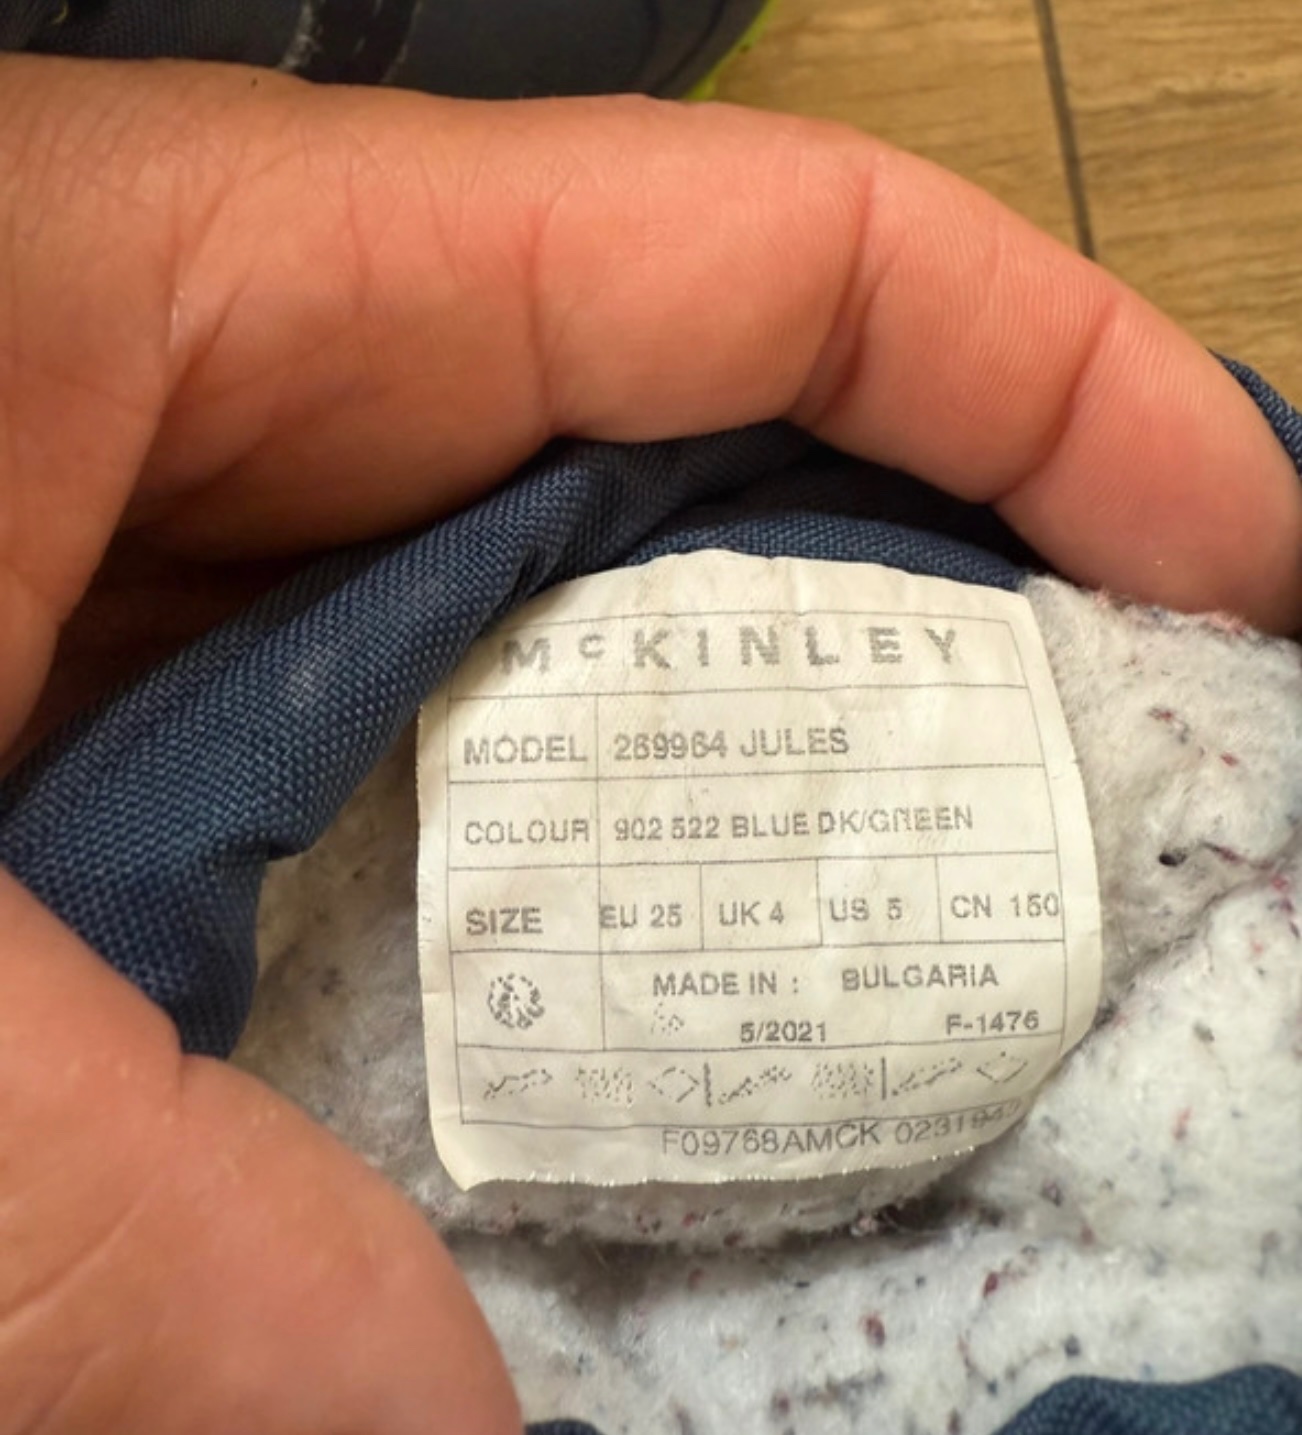 McKINLEY
MODEL 269964 JULES
COLOUR 902 522 BLUE DK/GREEN
SIZE EU 25 UK 4 US 5 CN 150
MADE IN : BULGARIA
5/2021 F-1476
F09768AMCK